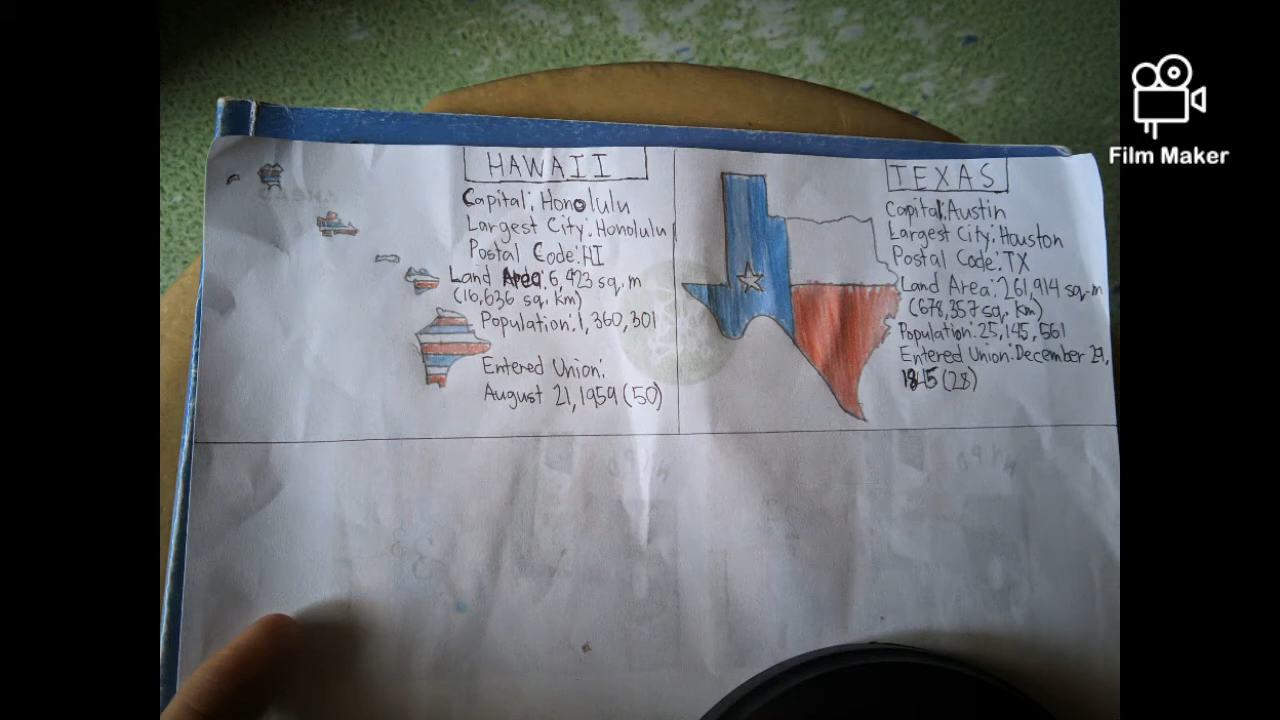 HAWAII
Capital: Honolulu
Largest City: Honolulu
Postal Code: HI
Land Area: 6,423 sq. m
(16,636 sq. km)
Population: 1,360,301
Entered Union:
August 21, 1959 (50)
TEXAS
Capital: Austin
Largest City: Houston
Postal Code: TX
Land Area: 261,914 sq. m
(678,357 sq. km)
Population: 25,145,561
Entered Union: December 29,
1845 (28)
Film Maker